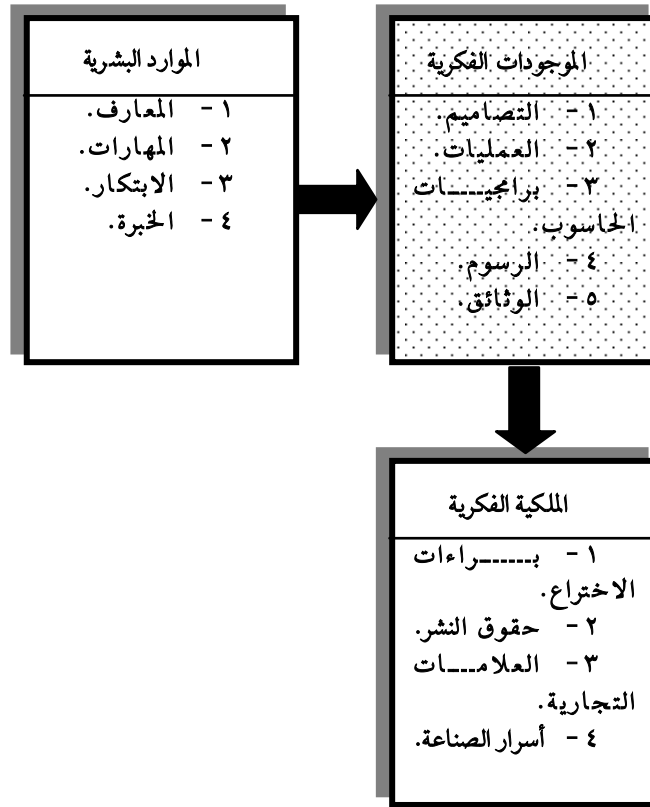 الموارد البشرية
١ - المعارف.
٢ - المهارات.
٣ - الابتكار.
٤ - الخبرة.
الموجودات الفكرية
١ - التصاميم.
٢ - العمليات.
٣ - برامجيــــات
الحاسوب.
٤ - الرسوم.
٥ - الوثائق.
الملكية الفكرية
١ - بـــــــراءات
الاختراع.
٢ - حقوق النشر.
٣ - العلامـــات
التجارية.
٤ - أسرار الصناعة.